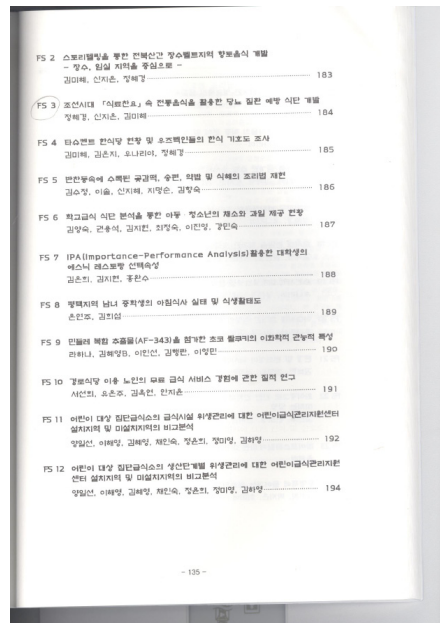 FS 2 스토리텔링을 통한 전북산간 장수벨트지역 향토음식 개발
- 장수, 임실 지역을 중심으로 -
김미혜, 신지은, 정혜경 183
FS 3 조선시대 「식료찬요」 속 전통음식을 활용한 당뇨 질환 예방 식단 개발
정혜경, 신지은, 김미혜 184
FS 4 타슈켄트 한식당 현황 및 우즈벡인들의 한식 기호도 조사
김미혜, 김은지, 우나리야, 정혜경 185
FS 5 반찬등속에 수록된 곶감떡, 송편, 약밥 및 식혜의 조리법 재현
김수정, 이솔, 신지혜, 지명순, 김향숙 186
FS 6 학교급식 식단 분석을 통한 아동·청소년의 채소와 과일 제공 현황
김양숙, 권용석, 김지현, 최정숙, 이진영, 강민숙 187
FS 7 IPA(Importance-Performance Analysis)활용한 대학생의
에스닉 레스토랑 선택속성
김은희, 김지현, 홍완수 188
FS 8 평택지역 남녀 중학생의 아침식사 실태 및 식생활태도
은인주, 김희섭 189
FS 9 민들레 복합 추출물(AF-343)을 첨가한 초코 쿨쿠키의 이화학적 관능적 특성
라하나, 김혜영B, 이인선, 김행란, 이영민 190
FS 10 경로식당 이용 노인의 무료 급식 서비스 경험에 관한 질적 연구
서선희, 유은주, 김옥연, 안지은 191
FS 11 어린이 대상 집단급식소의 급식시설 위생관리에 대한 어린이급식관리지원센터
설치지역 및 미설치지역의 비교분석
양일선, 이해영, 김혜영, 채인숙, 정윤희, 정미영, 김하영 192
FS 12 어린이 대상 집단급식소의 생산단계별 위생관리에 대한 어린이급식관리지원
센터 설치지역 및 미설치지역의 비교분석
양일선, 이해영, 김혜영, 채인숙, 정윤희, 정미영, 김하영 194
- 135 -